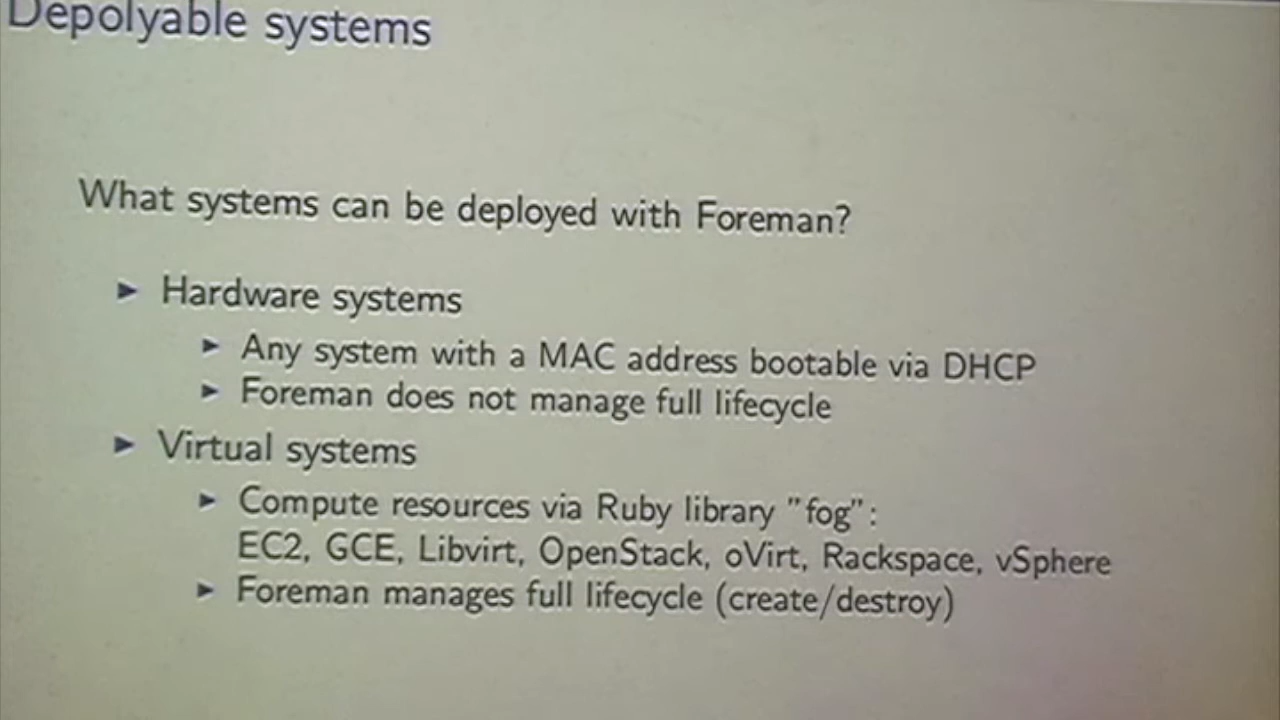 Depolyable systems
What systems can be deployed with Foreman?
Hardware systems
Any system with a MAC address bootable via DHCP
Foreman does not manage full lifecycle
Virtual systems
Compute resources via Ruby library "fog":
EC2, GCE, Libvirt, OpenStack, oVirt, Rackspace, vSphere
Foreman manages full lifecycle (create/destroy)